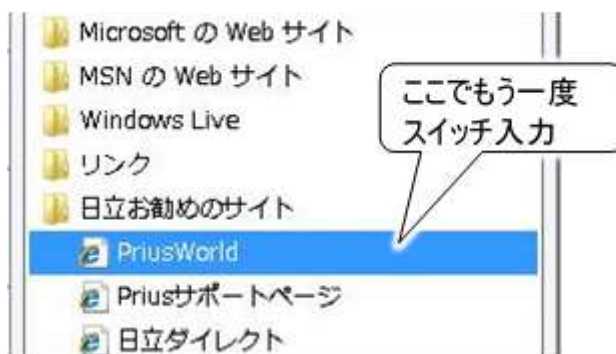 Microsoft の Web サイト
MSN の Web サイト
Windows Live
リンク
日立お勧めのサイト
PriusWorld
Priusサポートページ
日立ダイレクト
ここでもう一度
スイッチ入力